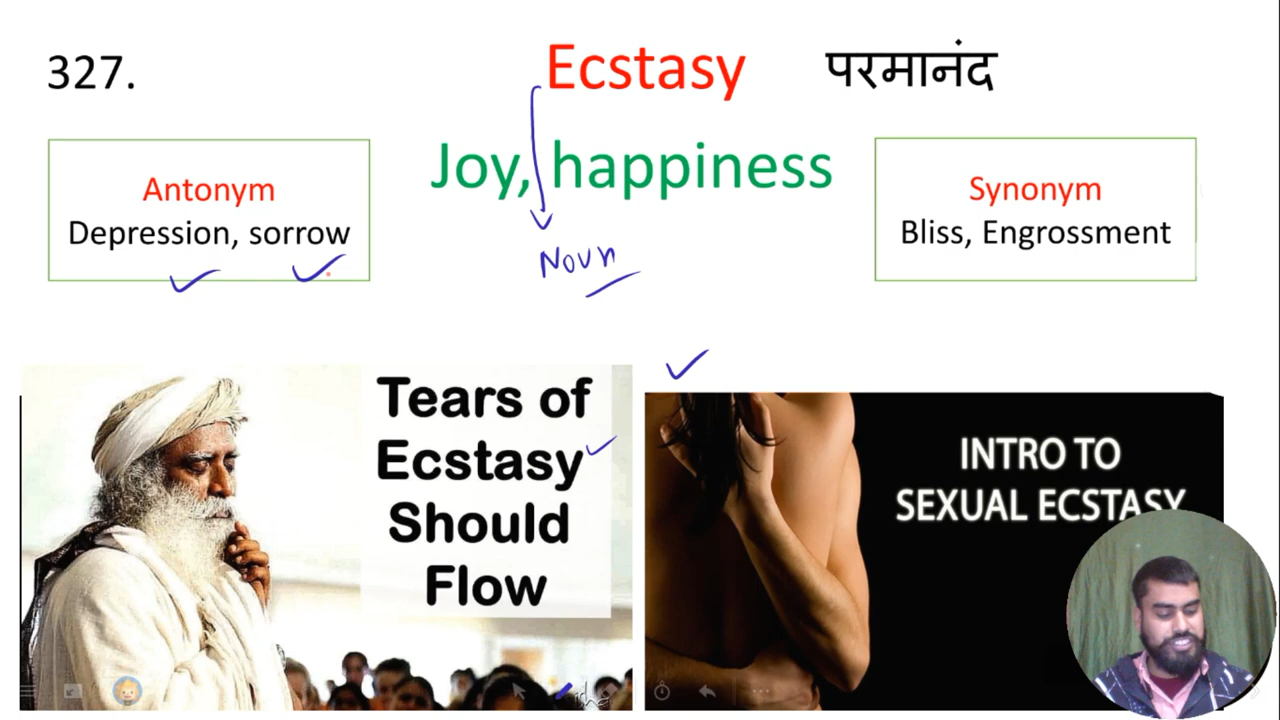 327.
Ecstasy
परमानंद
Joy, happiness
Antonym
Depression, sorrow
Noun
Synonym
Bliss, Engrossment
Tears of
Ecstasy
Should
Flow
INTRO TO
SEXUAL ECSTASY